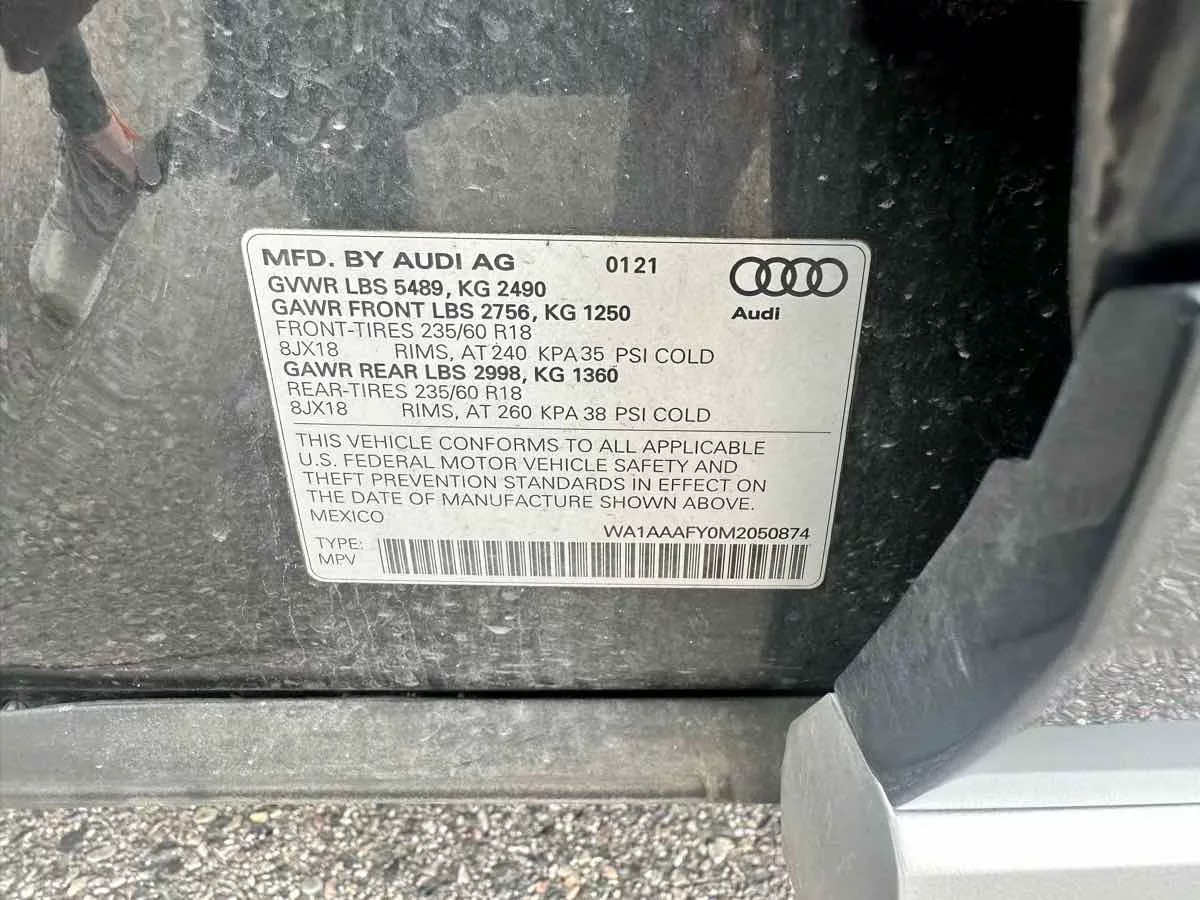 MFD. BY AUDI AG 0121
GVWR LBS 5489, KG 2490
GAWR FRONT LBS 2756, KG 1250
Audi
FRONT-TIRES 235/60 R18
8JX18 RIMS, AT 240 KPA 35 PSI COLD
GAWR REAR LBS 2998, KG 1360
REAR-TIRES 235/60 R18
8JX18 RIMS, AT 260 KPA 38 PSI COLD
THIS VEHICLE CONFORMS TO ALL APPLICABLE
U.S. FEDERAL MOTOR VEHICLE SAFETY AND
THEFT PREVENTION STANDARDS IN EFFECT ON
THE DATE OF MANUFACTURE SHOWN ABOVE.
MEXICO
WA1AAAFY0M2050874
TYPE:
MPV